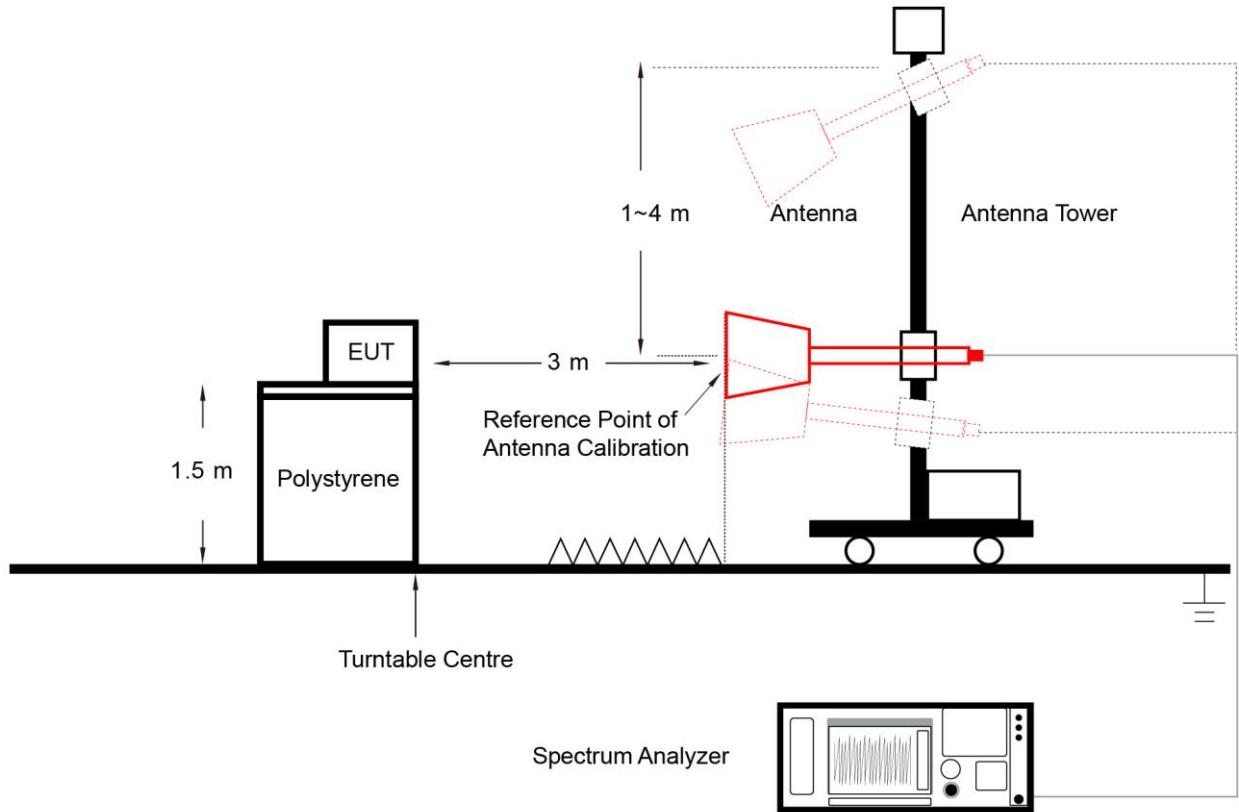 1~4 m
Antenna
Antenna Tower
EUT
3 m
Reference Point of
Antenna Calibration
1.5 m
Polystyrene
Turntable Centre
Spectrum Analyzer